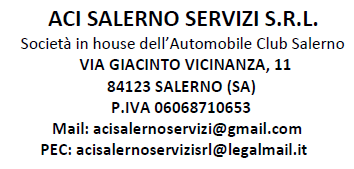 ACI SALERNO SERVIZI S.R.L.
Società in house dell’Automobile Club Salerno
VIA GIACINTO VICINANZA, 11
84123 SALERNO (SA)
P.IVA 06068710653
Mail: acisalernoservizi@gmail.com
PEC: acisalernoservizisrl@legalmail.it